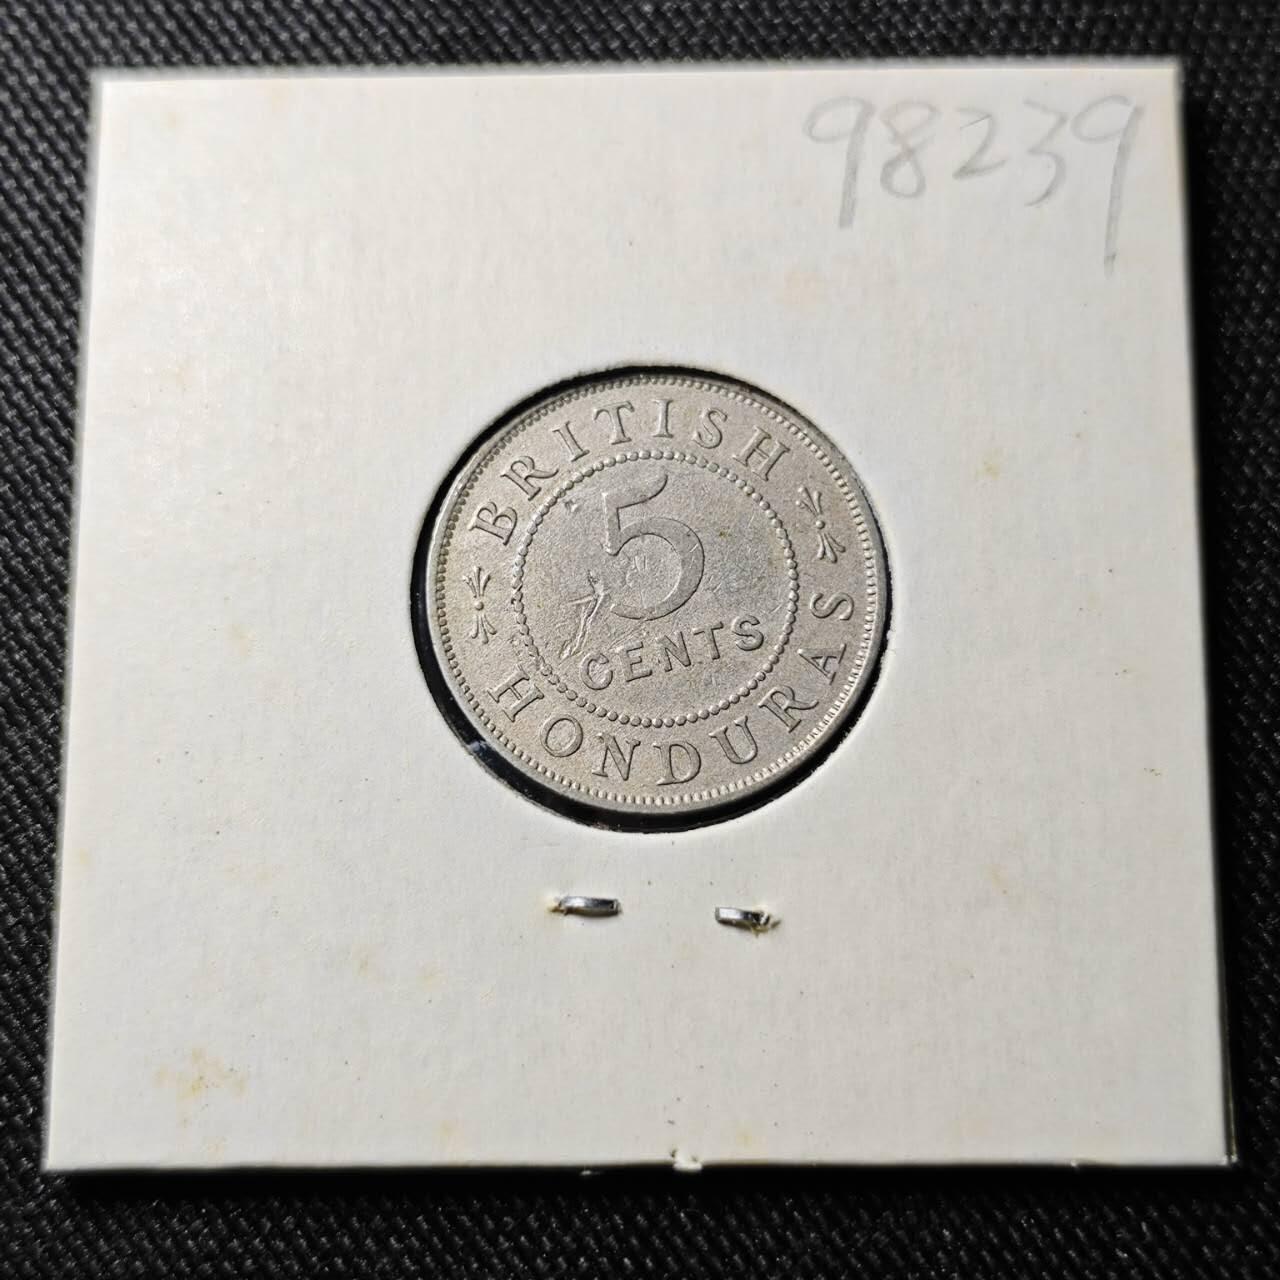 98239
BRITISH
5
CENTS
HONDURAS